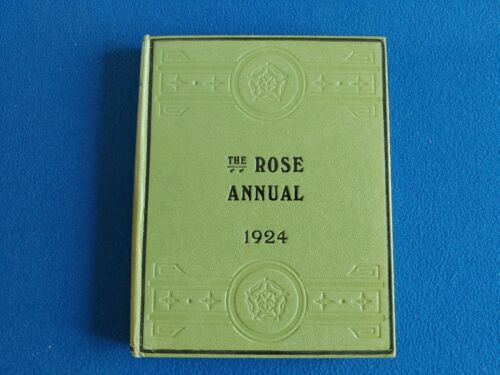 THE ROSE
ANNUAL
1924